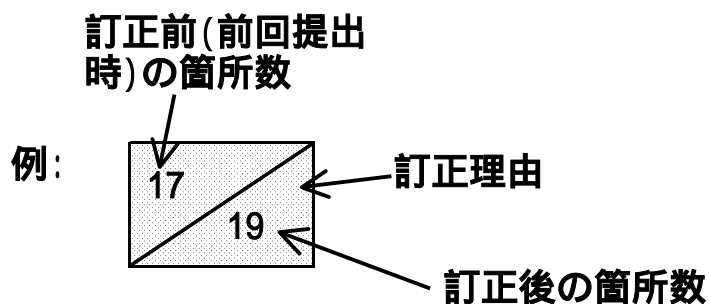 訂正前(前回提出
時)の箇所数
例:
17
訂正理由
19
訂正後の箇所数